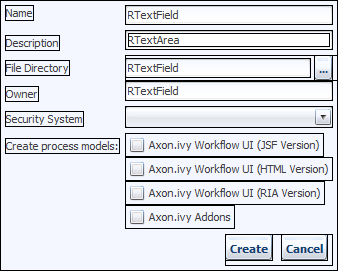 Name RTextField
Description RTextArea
File Directory RTextField ...
Owner RTextField
Security System
Create process models: Axon.ivy Workflow UI (JSF Version)
Axon.ivy Workflow UI (HTML Version)
Axon.ivy Workflow UI (RIA Version)
Axon.ivy Addons
Create Cancel